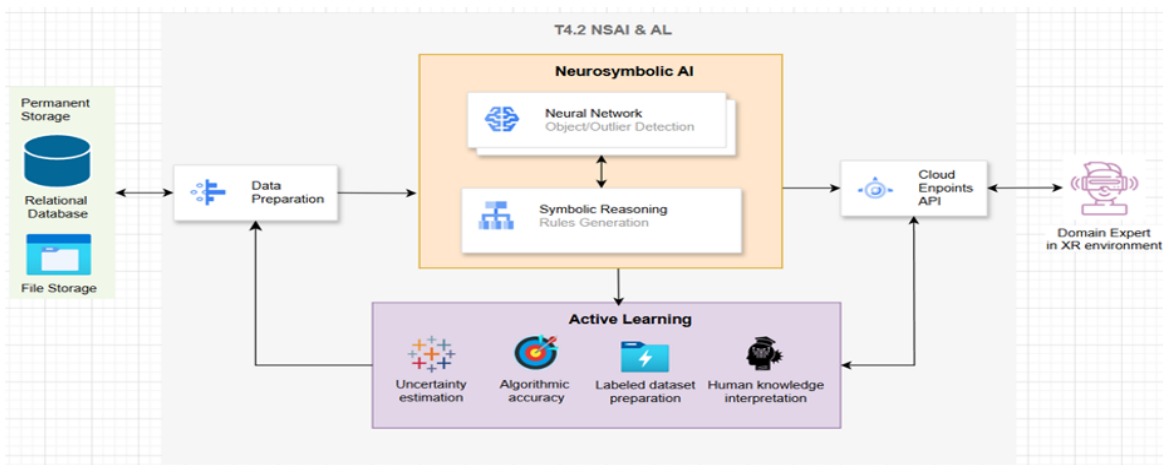 T4.2 NSAI & AL
Neurosymbolic AI
Permanent
Storage
Neural Network
Object/Outlier Detection
Data
Preparation
Cloud
Enpoints
API
Relational
Database
Symbolic Reasoning
Rules Generation
Domain Expert
in XR environment
File Storage
Active Learning
Uncertainty
estimation
Algorithmic
accuracy
Labeled dataset
preparation
Human knowledge
interpretation